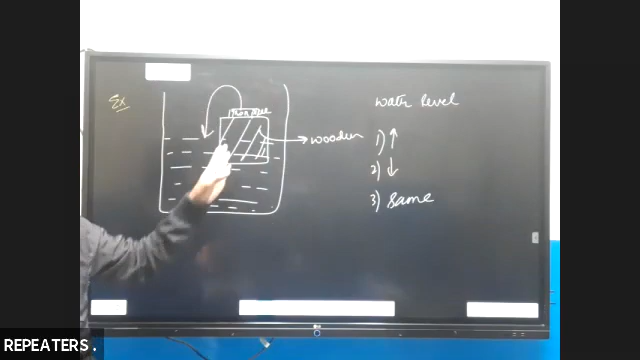 Ex
wooden
Water level
1) ↑
2) ↓
3) Same
REPEATERS.